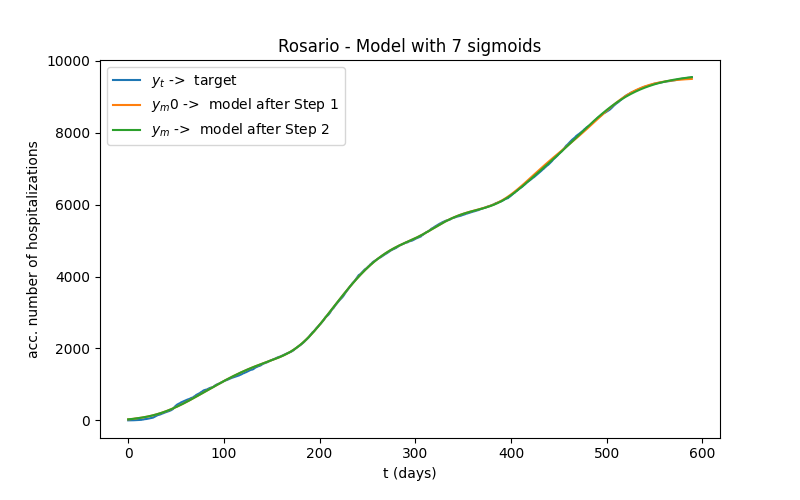 Rosario - Model with 7 sigmoids
y_t -> target
y_m0 -> model after Step 1
y_m -> model after Step 2
acc. number of hospitalizations
10000
8000
6000
4000
2000
0
0 100 200 300 400 500 600
t (days)